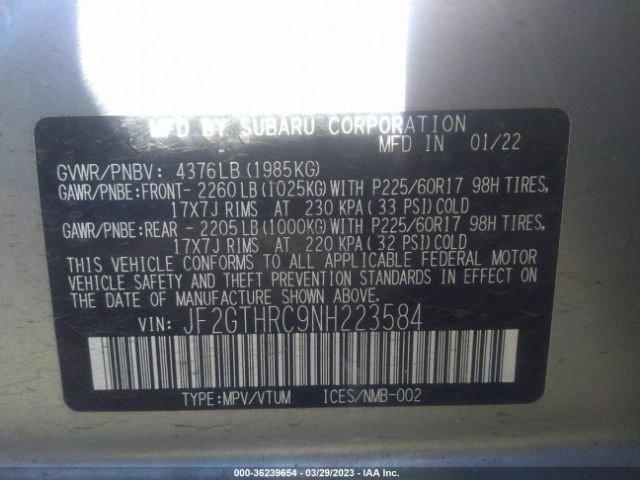 MFD BY SUBARU CORPORATION
MFD IN 01/22
GVWR/PNBV: 4376LB (1985KG)
GAWR/PNBE:FRONT- 2260LB (1025KG) WITH P225/60R17 98H TIRES,
17X7J RIMS AT 230 KPA (33 PSI) COLD
GAWR/PNBE:REAR - 2205LB (1000KG) WITH P225/60R17 98H TIRES,
17X7J RIMS AT 220 KPA (32 PSI) COLD
THIS VEHICLE CONFORMS TO ALL APPLICABLE FEDERAL MOTOR
VEHICLE SAFETY AND THEFT PREVENTION STANDARDS IN EFFECT ON
THE DATE OF MANUFACTURE SHOWN ABOVE.
VIN: JF2GTHRC9NH223584
TYPE:MPV/VTUM ICES/NMB-002
000-36239654 - 03/29/2023 - IAA Inc.